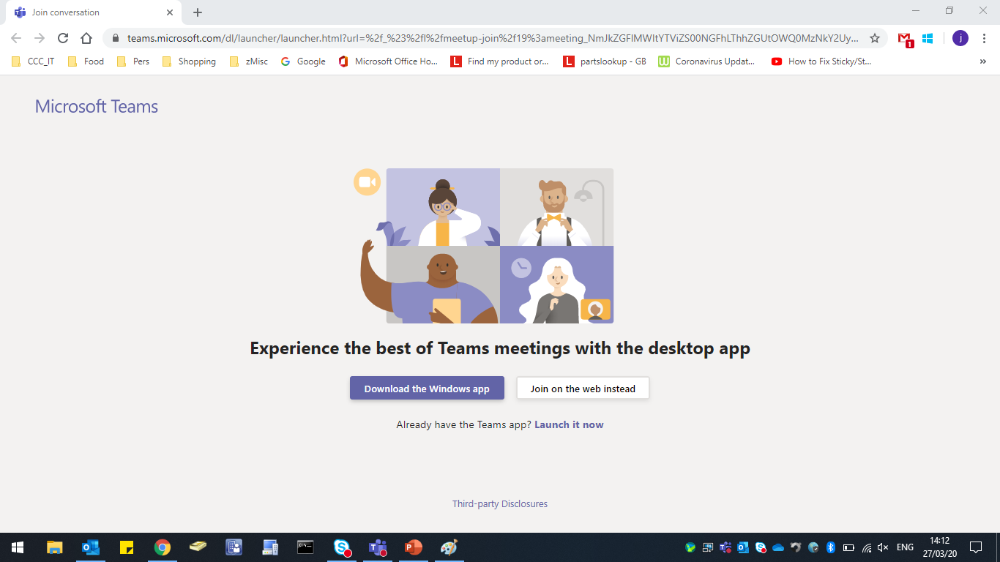 Join conversation
teams.microsoft.com/dl/launcher/launcher.html?url=%2f_%23%2fl%2fmeetup-join%2f19%3ameeting_NmJkZGFlMWItYTViZS00NGFhLThhZGUtOWQ0MzNkY2Uy...
1
j
CCC_IT
Food
Pers
Shopping
zMisc
Google
Microsoft Office Ho...
Find my product or...
partslookup - GB
Coronavirus Updat...
How to Fix Sticky/St...
Microsoft Teams
Experience the best of Teams meetings with the desktop app
Download the Windows app
Join on the web instead
Already have the Teams app? Launch it now
Third-party Disclosures
ENG
14:12
27/03/20